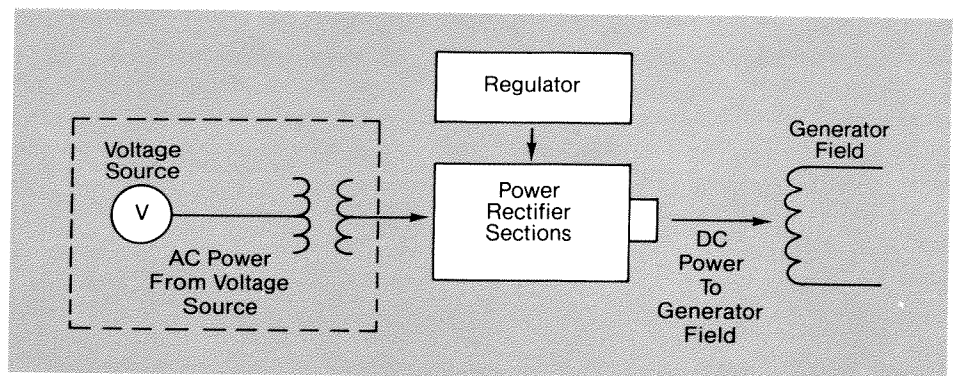 Regulator
Voltage
Source
V
AC Power
From Voltage
Source
Power
Rectifier
Sections
DC
Power
To
Generator
Field
Generator
Field